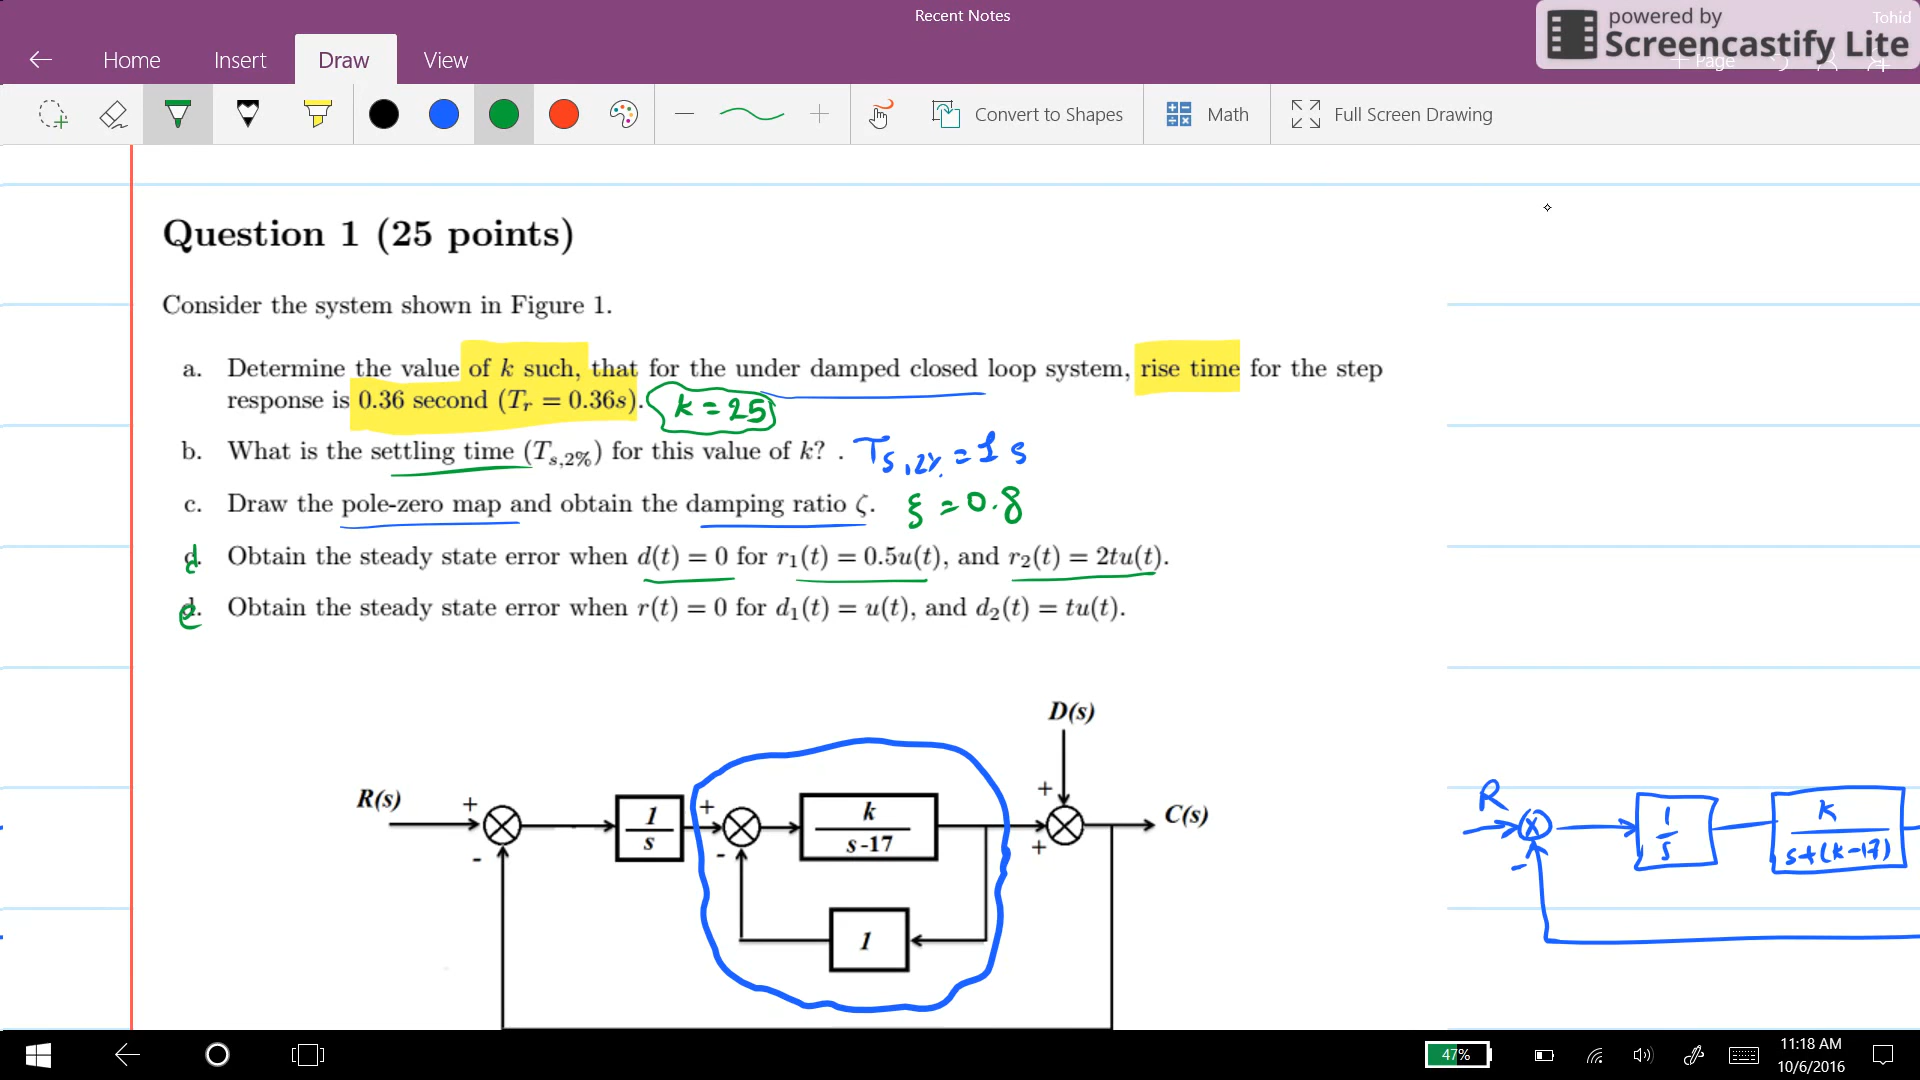 Recent Notes
Tohid
powered by
Screencastify Lite
Home Insert Draw View
Page
Convert to Shapes Math Full Screen Drawing
Question 1 (25 points)
Consider the system shown in Figure 1.
a. Determine the value of k such, that for the under damped closed loop system, rise time for the step
response is 0.36 second (Tr = 0.36s). k = 25
b. What is the settling time (Ts,2%) for this value of k? . Ts,2% = 1 s
c. Draw the pole-zero map and obtain the damping ratio ζ. ξ = 0.8
d. Obtain the steady state error when d(t) = 0 for r1(t) = 0.5u(t), and r2(t) = 2tu(t).
e. Obtain the steady state error when r(t) = 0 for d1(t) = u(t), and d2(t) = tu(t).
D(s)
R(s) + 1/s + k/(s-17) + C(s)
- - +
1
R 1/s k/(s+(k-17))
-
47%
11:18 AM
10/6/2016